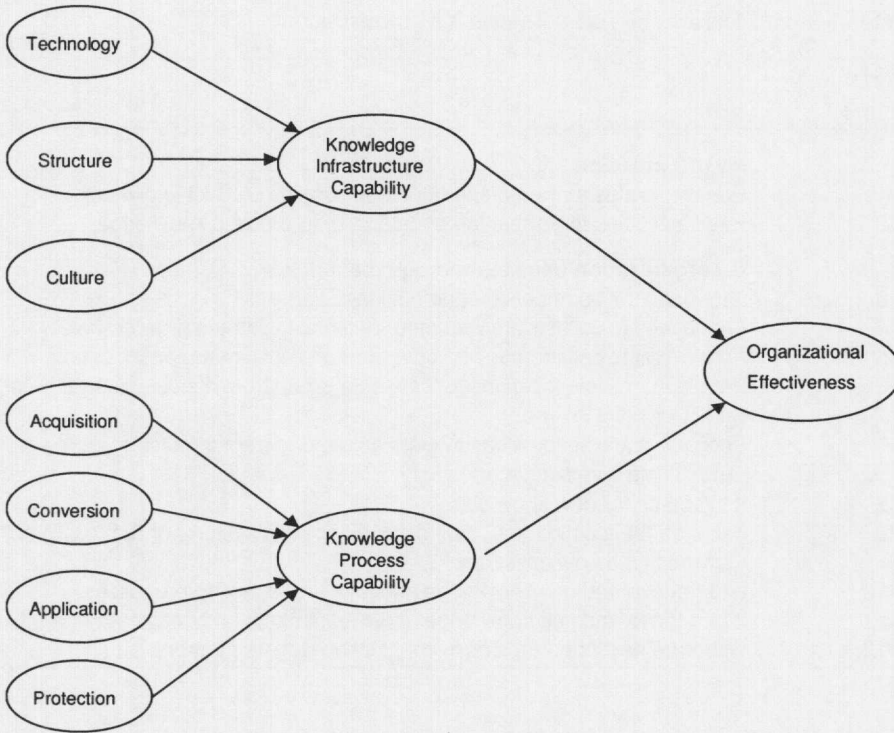 Technology
Structure
Culture
Knowledge
Infrastructure
Capability
Acquisition
Conversion
Application
Protection
Knowledge
Process
Capability
Organizational
Effectiveness